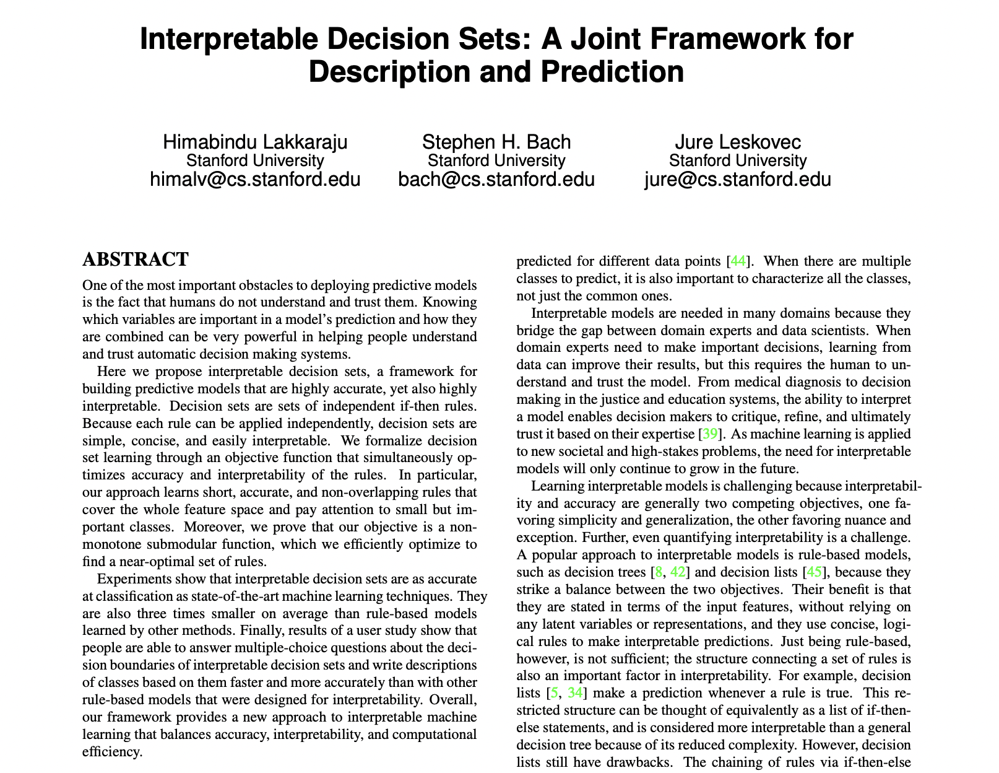 Interpretable Decision Sets: A Joint Framework for
Description and Prediction
Himabindu Lakkaraju
Stanford University
himalv@cs.stanford.edu
Stephen H. Bach
Stanford University
bach@cs.stanford.edu
Jure Leskovec
Stanford University
jure@cs.stanford.edu
ABSTRACT
One of the most important obstacles to deploying predictive models
is the fact that humans do not understand and trust them. Knowing
which variables are important in a model's prediction and how they
are combined can be very powerful in helping people understand
and trust automatic decision making systems.
Here we propose interpretable decision sets, a framework for
building predictive models that are highly accurate, yet also highly
interpretable. Decision sets are sets of independent if-then rules.
Because each rule can be applied independently, decision sets are
simple, concise, and easily interpretable. We formalize decision
set learning through an objective function that simultaneously op-
timizes accuracy and interpretability of the rules. In particular,
our approach learns short, accurate, and non-overlapping rules that
cover the whole feature space and pay attention to small but im-
portant classes. Moreover, we prove that our objective is a non-
monotone submodular function, which we efficiently optimize to
find a near-optimal set of rules.
Experiments show that interpretable decision sets are as accurate
at classification as state-of-the-art machine learning techniques. They
are also three times smaller on average than rule-based models
learned by other methods. Finally, results of a user study show that
people are able to answer multiple-choice questions about the deci-
sion boundaries of interpretable decision sets and write descriptions
of classes based on them faster and more accurately than with other
rule-based models that were designed for interpretability. Overall,
our framework provides a new approach to interpretable machine
learning that balances accuracy, interpretability, and computational
efficiency.
predicted for different data points [44]. When there are multiple
classes to predict, it is also important to characterize all the classes,
not just the common ones.
Interpretable models are needed in many domains because they
bridge the gap between domain experts and data scientists. When
domain experts need to make important decisions, learning from
data can improve their results, but this requires the human to un-
derstand and trust the model. From medical diagnosis to decision
making in the justice and education systems, the ability to interpret
a model enables decision makers to critique, refine, and ultimately
trust it based on their expertise [39]. As machine learning is applied
to new societal and high-stakes problems, the need for interpretable
models will only continue to grow in the future.
Learning interpretable models is challenging because interpretabil-
ity and accuracy are generally two competing objectives, one fa-
voring simplicity and generalization, the other favoring nuance and
exception. Further, even quantifying interpretability is a challenge.
A popular approach to interpretable models is rule-based models,
such as decision trees [8, 42] and decision lists [45], because they
strike a balance between the two objectives. Their benefit is that
they are stated in terms of the input features, without relying on
any latent variables or representations, and they use concise, logi-
cal rules to make interpretable predictions. Just being rule-based,
however, is not sufficient; the structure connecting a set of rules is
also an important factor in interpretability. For example, decision
lists [5, 34] make a prediction whenever a rule is true. This re-
stricted structure can be thought of equivalently as a list of if-then-
else statements, and is considered more interpretable than a general
decision tree because of its reduced complexity. However, decision
lists still have drawbacks. The chaining of rules via if-then-else